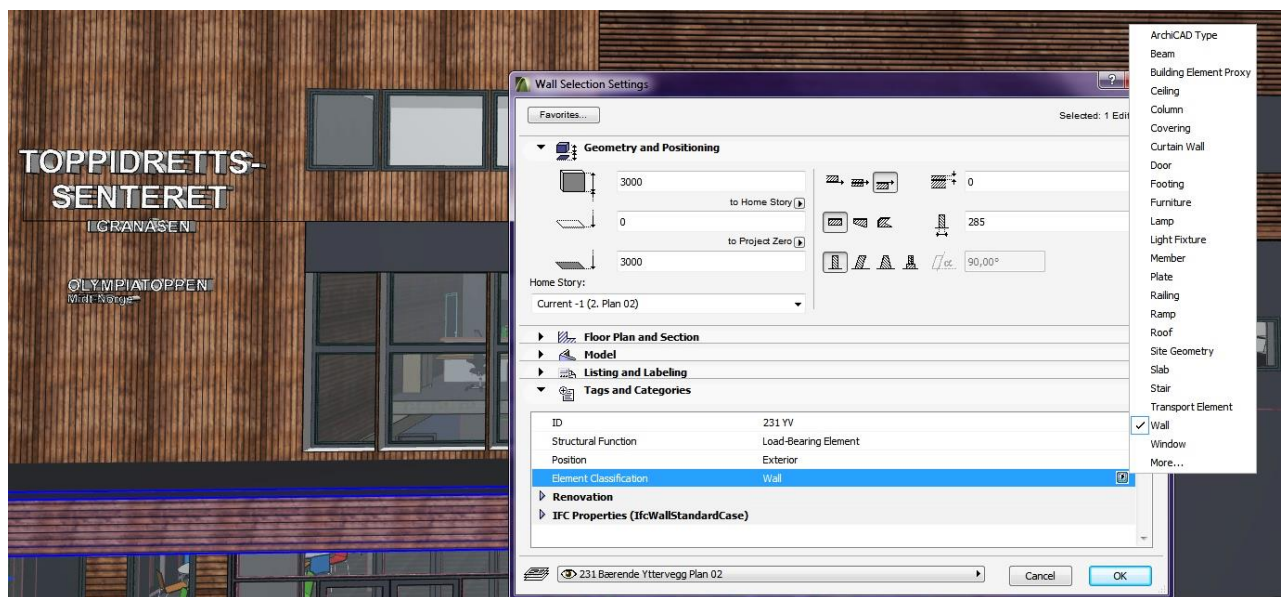 TOPPIDRETTS-
SENTERET
I GRANÅSEN
OLYMPIATOPPEN
Midt-Norge
Wall Selection Settings
?
Favorites...
Selected: 1 Edit
Geometry and Positioning
3000
to Home Story
0
to Project Zero
3000
Home Story:
Current -1 (2. Plan 02)
0
285
α 90,00°
Floor Plan and Section
Model
Listing and Labeling
Tags and Categories
ID 231 YV
Structural Function Load-Bearing Element
Position Exterior
Element Classification Wall
Renovation
IFC Properties (IfcWallStandardCase)
231 Bærende Yttervegg Plan 02
Cancel OK
ArchiCAD Type
Beam
Building Element Proxy
Ceiling
Column
Covering
Curtain Wall
Door
Footing
Furniture
Lamp
Light Fixture
Member
Plate
Railing
Ramp
Roof
Site Geometry
Slab
Stair
Transport Element
Wall
Window
More...